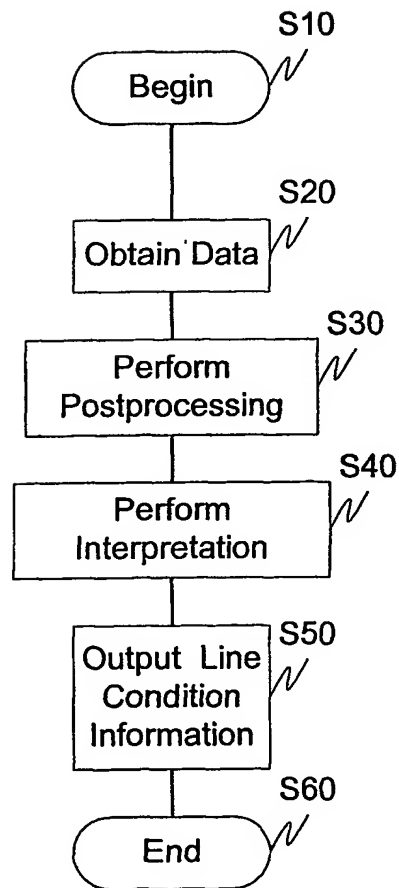 S10
Begin
S20
Obtain Data
S30
Perform
Postprocessing
S40
Perform
Interpretation
S50
Output Line
Condition
Information
S60
End